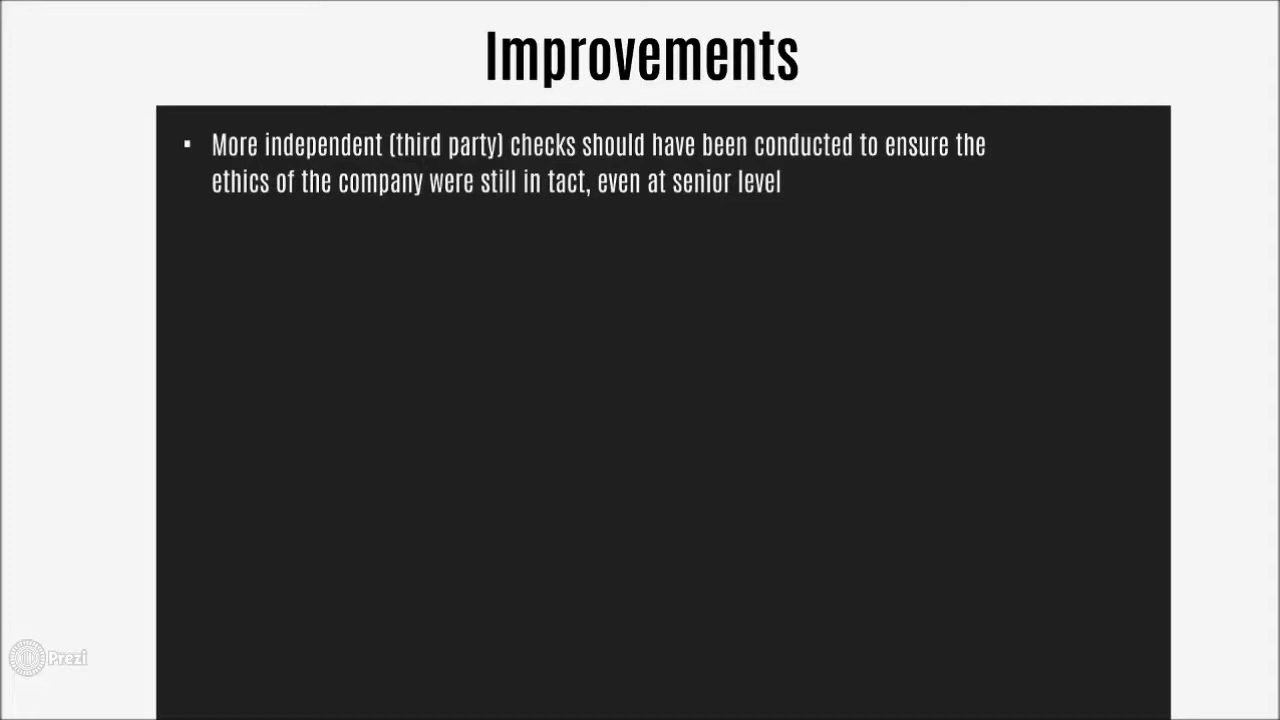 Improvements
▪ More independent (third party) checks should have been conducted to ensure the
ethics of the company were still in tact, even at senior level
Prezi